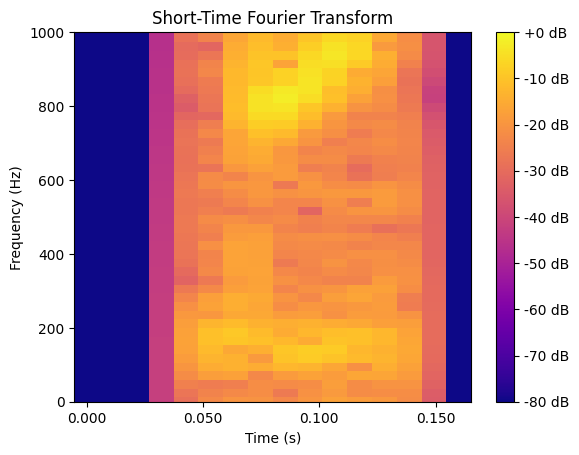 Short-Time Fourier Transform
1000
800
600
400
200
0
Frequency (Hz)
0.000
0.050
0.100
0.150
Time (s)
+0 dB
-10 dB
-20 dB
-30 dB
-40 dB
-50 dB
-60 dB
-70 dB
-80 dB